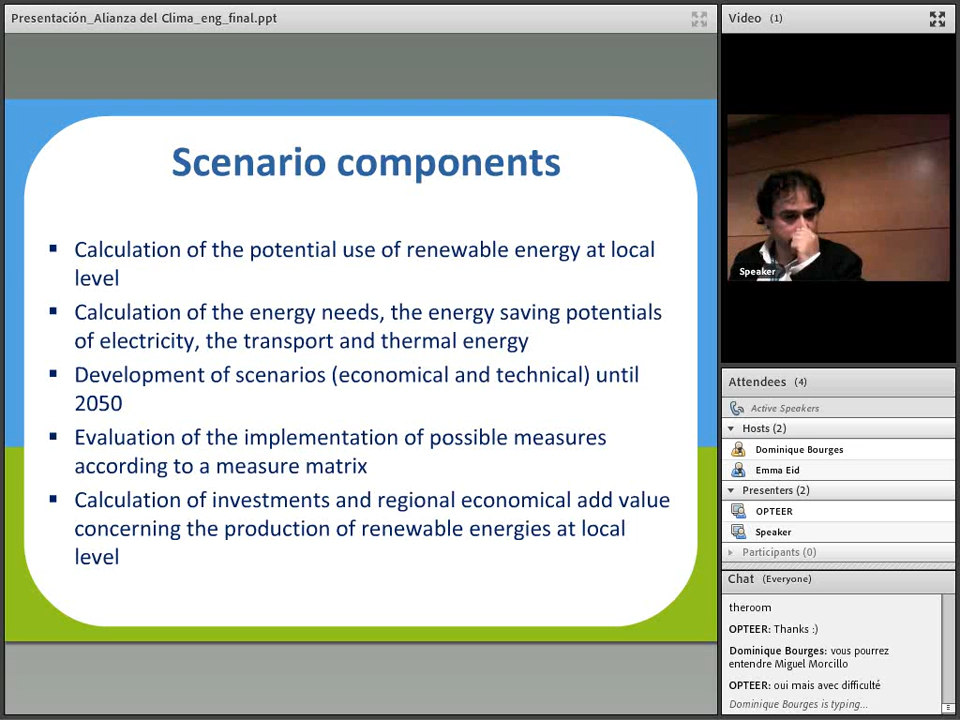 Presentación_Alianza del Clima_eng_final.ppt
Scenario components
▪ Calculation of the potential use of renewable energy at local
level
▪ Calculation of the energy needs, the energy saving potentials
of electricity, the transport and thermal energy
▪ Development of scenarios (economical and technical) until
2050
▪ Evaluation of the implementation of possible measures
according to a measure matrix
▪ Calculation of investments and regional economical add value
concerning the production of renewable energies at local
level
Video (1)
Speaker
Attendees (4)
Active Speakers
Hosts (2)
Dominique Bourges
Emma Eid
Presenters (2)
OPTEER
Speaker
Participants (0)
Chat (Everyone)
theroom
OPTEER: Thanks :)
Dominique Bourges: vous pourrez
entendre Miguel Morcillo
OPTEER: oui mais avec difficulté
Dominique Bourges is typing...